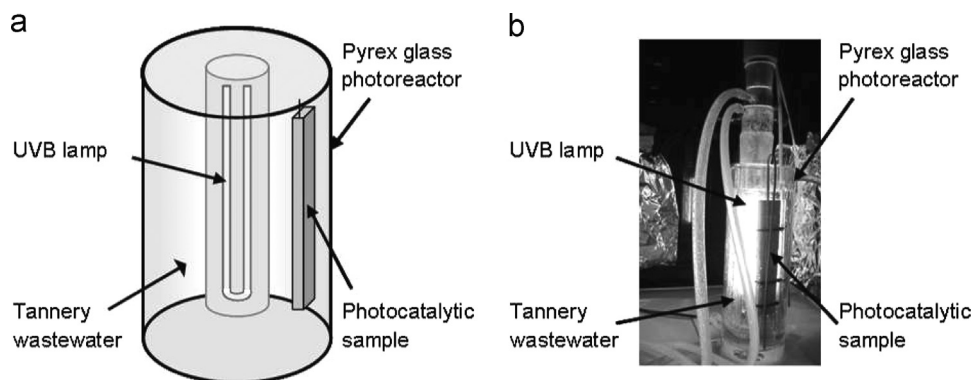 a
Pyrex glass
photoreactor
UVB lamp
Tannery
wastewater
Photocatalytic
sample
b
Pyrex glass
photoreactor
UVB lamp
Tannery
wastewater
Photocatalytic
sample